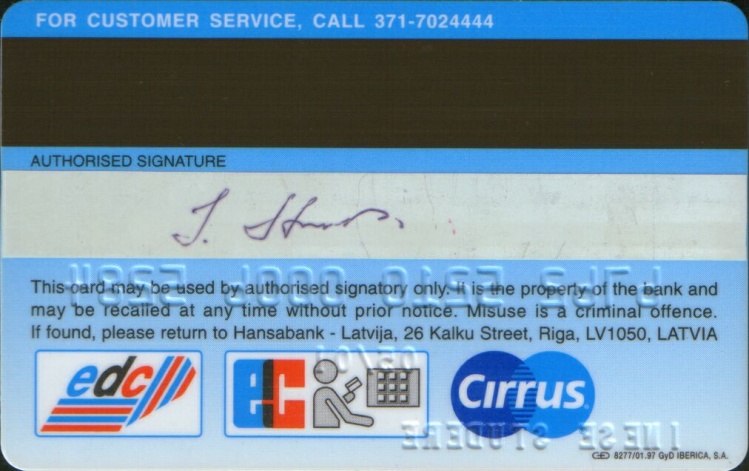 FOR CUSTOMER SERVICE, CALL 371-7024444
AUTHORISED SIGNATURE
This card may be used by authorised signatory only. It is the property of the bank and
may be recalled at any time without prior notice. Misuse is a criminal offence.
If found, please return to Hansabank - Latvija, 26 Kalku Street, Riga, LV1050, LATVIA
edc
ec
Cirrus
INESE STUDERE
8277/01.97 GyD IBERICA, S.A.